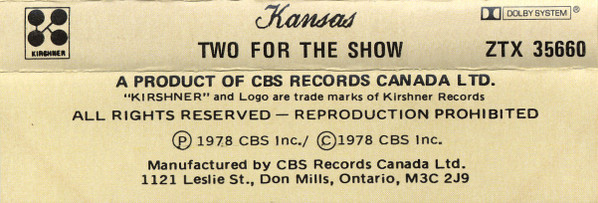 Kansas
DOLBY SYSTEM®
KIRSHNER
TWO FOR THE SHOW
ZTX 35660
A PRODUCT OF CBS RECORDS CANADA LTD.
"KIRSHNER" and Logo are trade marks of Kirshner Records
ALL RIGHTS RESERVED — REPRODUCTION PROHIBITED
Ⓟ 1978 CBS Inc./ Ⓒ1978 CBS Inc.
Manufactured by CBS Records Canada Ltd.
1121 Leslie St., Don Mills, Ontario, M3C 2J9